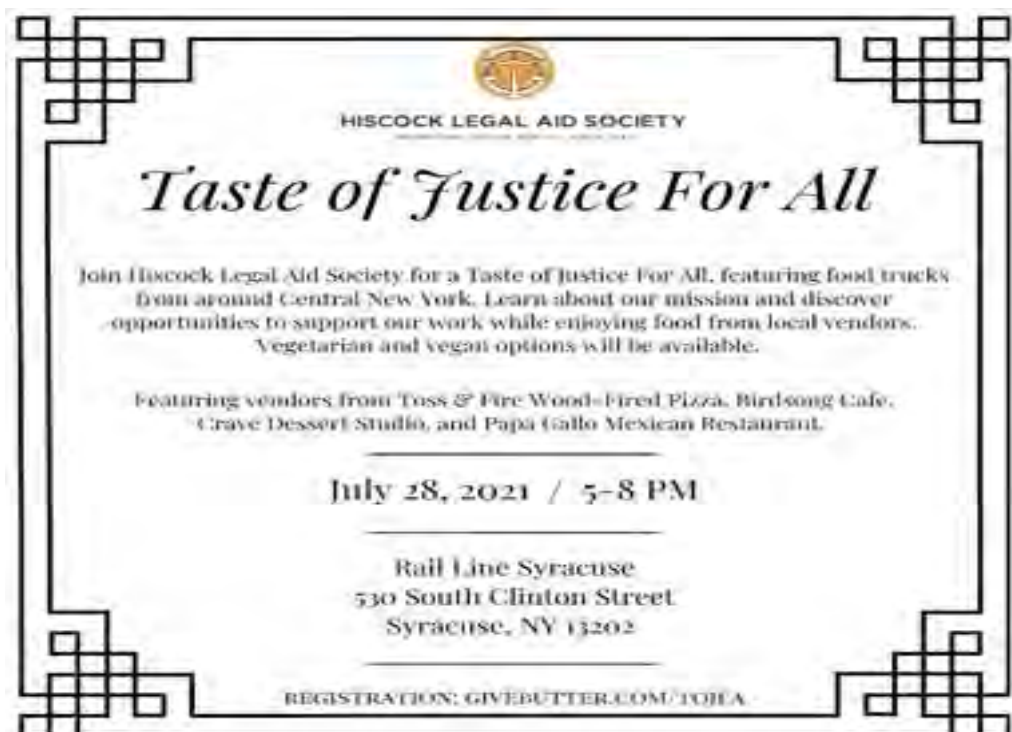 HISCOCK LEGAL AID SOCIETY
Taste of Justice For All
Join Hiscock Legal Aid Society for a Taste of Justice For All, featuring food trucks
from around Central New York. Learn about our mission and discover
opportunities to support our work while enjoying food from local vendors.
Vegetarian and vegan options will be available.
Featuring vendors from Toss & Fire Wood-Fired Pizza, Birdsong Cafe,
Crave Dessert Studio, and Papa Gallo Mexican Restaurant.
July 28, 2021 / 5-8 PM
Rail Line Syracuse
530 South Clinton Street
Syracuse, NY 13202
REGISTRATION: GIVEBUTTER.COM/TOJFA